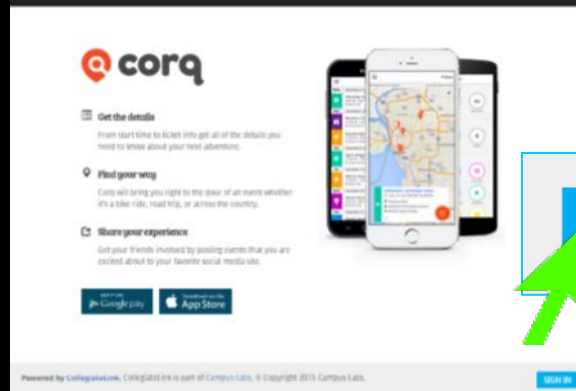 corq
Get the details
From start time to ticket info get all of the details you
need to know about your next adventure.
Find your way
Corq will bring you right to the door of an event whether
it's a bike ride, road trip, or across the country.
Share your experience
Get your friends involved by posting events that you are
excited about to your favorite social media site.
Google play
App Store
Powered by CollegiateLink. CollegiateLink is part of Campus Labs. © Copyright 2015 Campus Labs.
SIGN IN